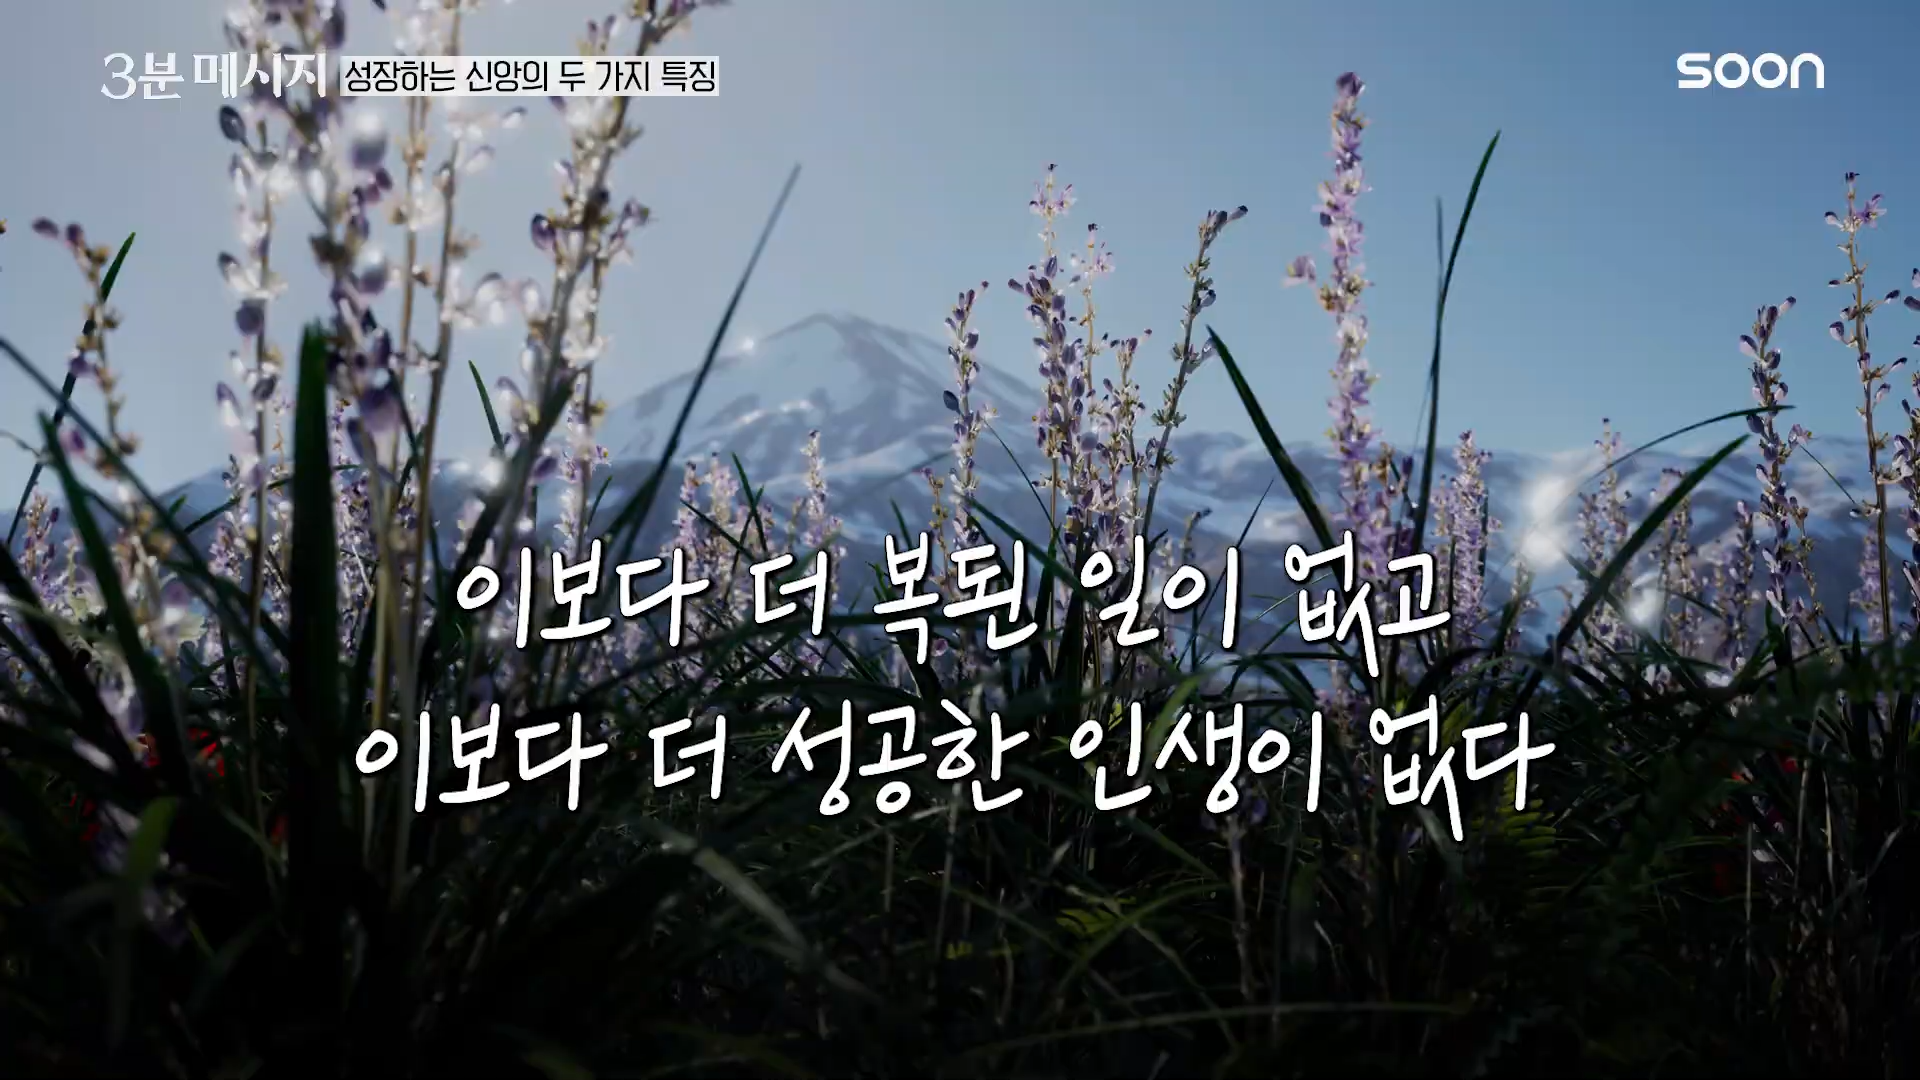 3분 메시지 성장하는 신앙의 두 가지 특징
soon
이보다 더 복된 일이 없고
이보다 더 성공한 인생이 없다